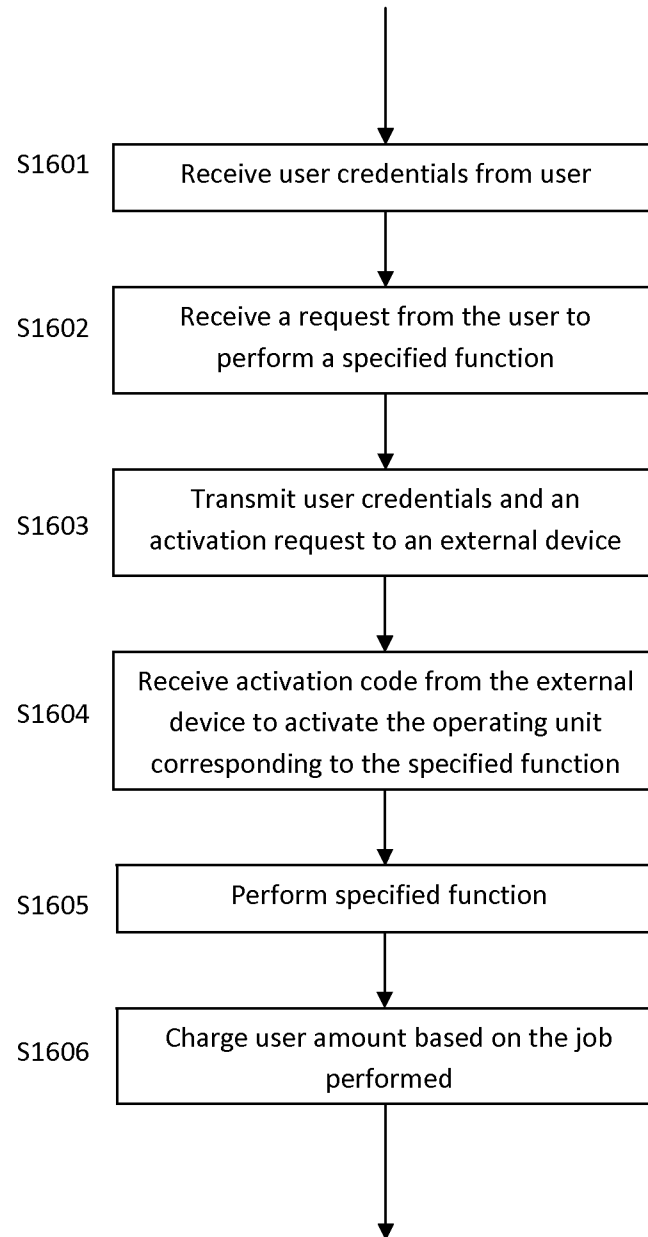 S1601
Receive user credentials from user
S1602
Receive a request from the user to
perform a specified function
S1603
Transmit user credentials and an
activation request to an external device
S1604
Receive activation code from the external
device to activate the operating unit
corresponding to the specified function
S1605
Perform specified function
S1606
Charge user amount based on the job
performed